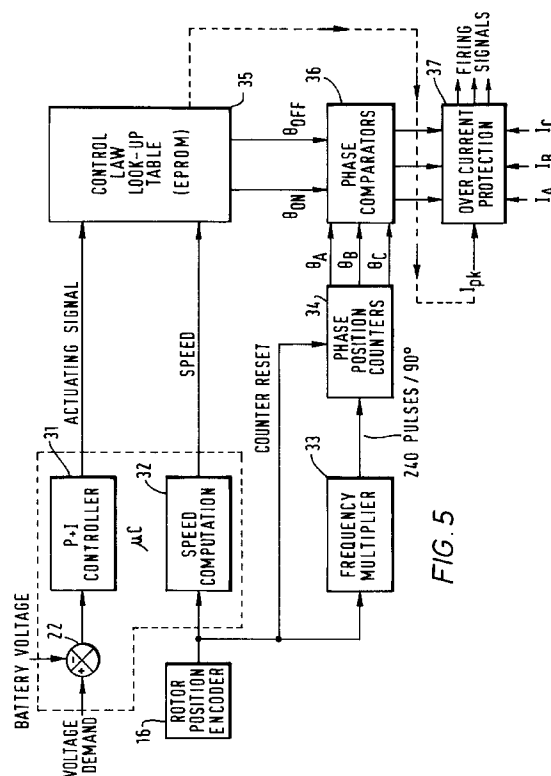 BATTERY VOLTAGE
VOLTAGE
DEMAND
22
+
-
31
P+I
CONTROLLER
μC
ACTUATING SIGNAL
32
SPEED
COMPUTATION
SPEED
CONTROL
LAW
LOOK-UP
TABLE
(EPROM)
35
16
ROTOR
POSITION
ENCODER
COUNTER RESET
33
FREQUENCY
MULTIPLIER
240 PULSES/90°
34
PHASE
POSITION
COUNTERS
θA
θB
θC
θON
θOFF
36
PHASE
COMPARATORS
37
OVER CURRENT
PROTECTION
FIRING
SIGNALS
Ipk
IA
IB
IC
FIG. 5